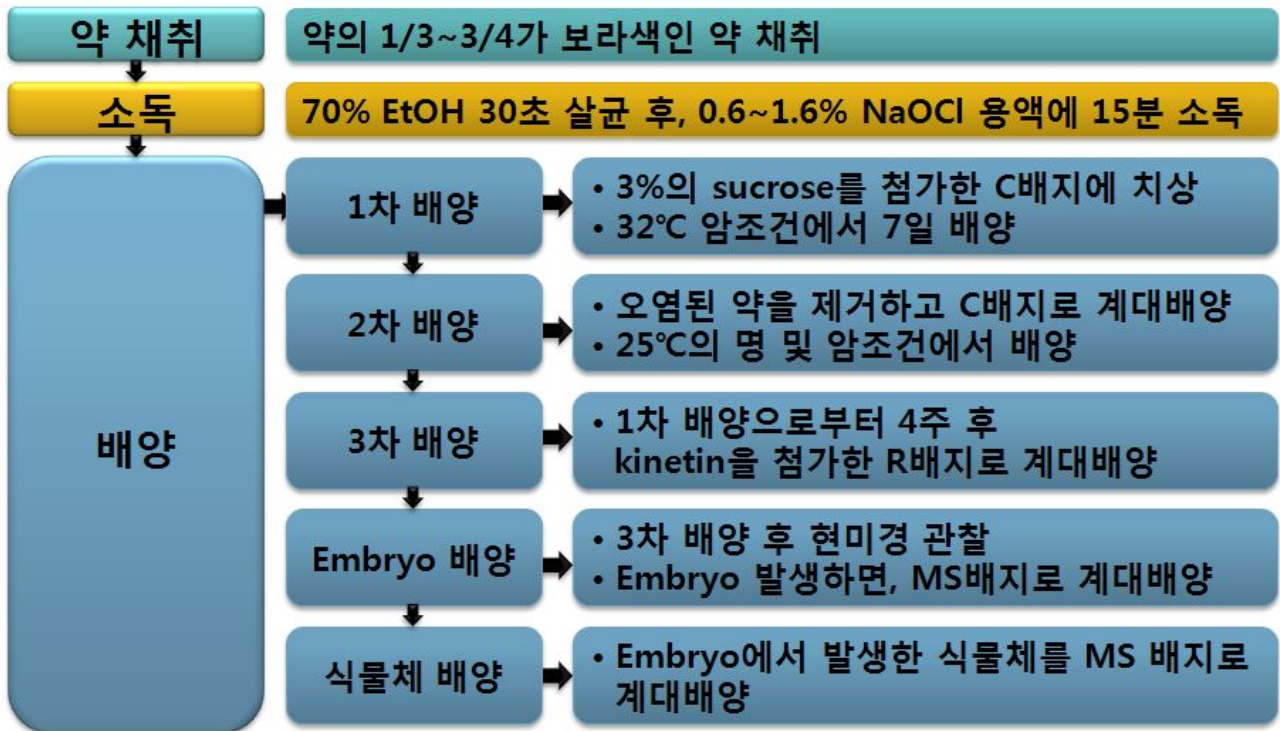 약 채취
약의 1/3~3/4가 보라색인 약 채취
소독
70% EtOH 30초 살균 후, 0.6~1.6% NaOCl 용액에 15분 소독
배양
1차 배양
• 3%의 sucrose를 첨가한 C배지에 치상
• 32℃ 암조건에서 7일 배양
2차 배양
• 오염된 약을 제거하고 C배지로 계대배양
• 25℃의 명 및 암조건에서 배양
3차 배양
• 1차 배양으로부터 4주 후
kinetin을 첨가한 R배지로 계대배양
Embryo 배양
• 3차 배양 후 현미경 관찰
• Embryo 발생하면, MS배지로 계대배양
식물체 배양
• Embryo에서 발생한 식물체를 MS 배지로
계대배양